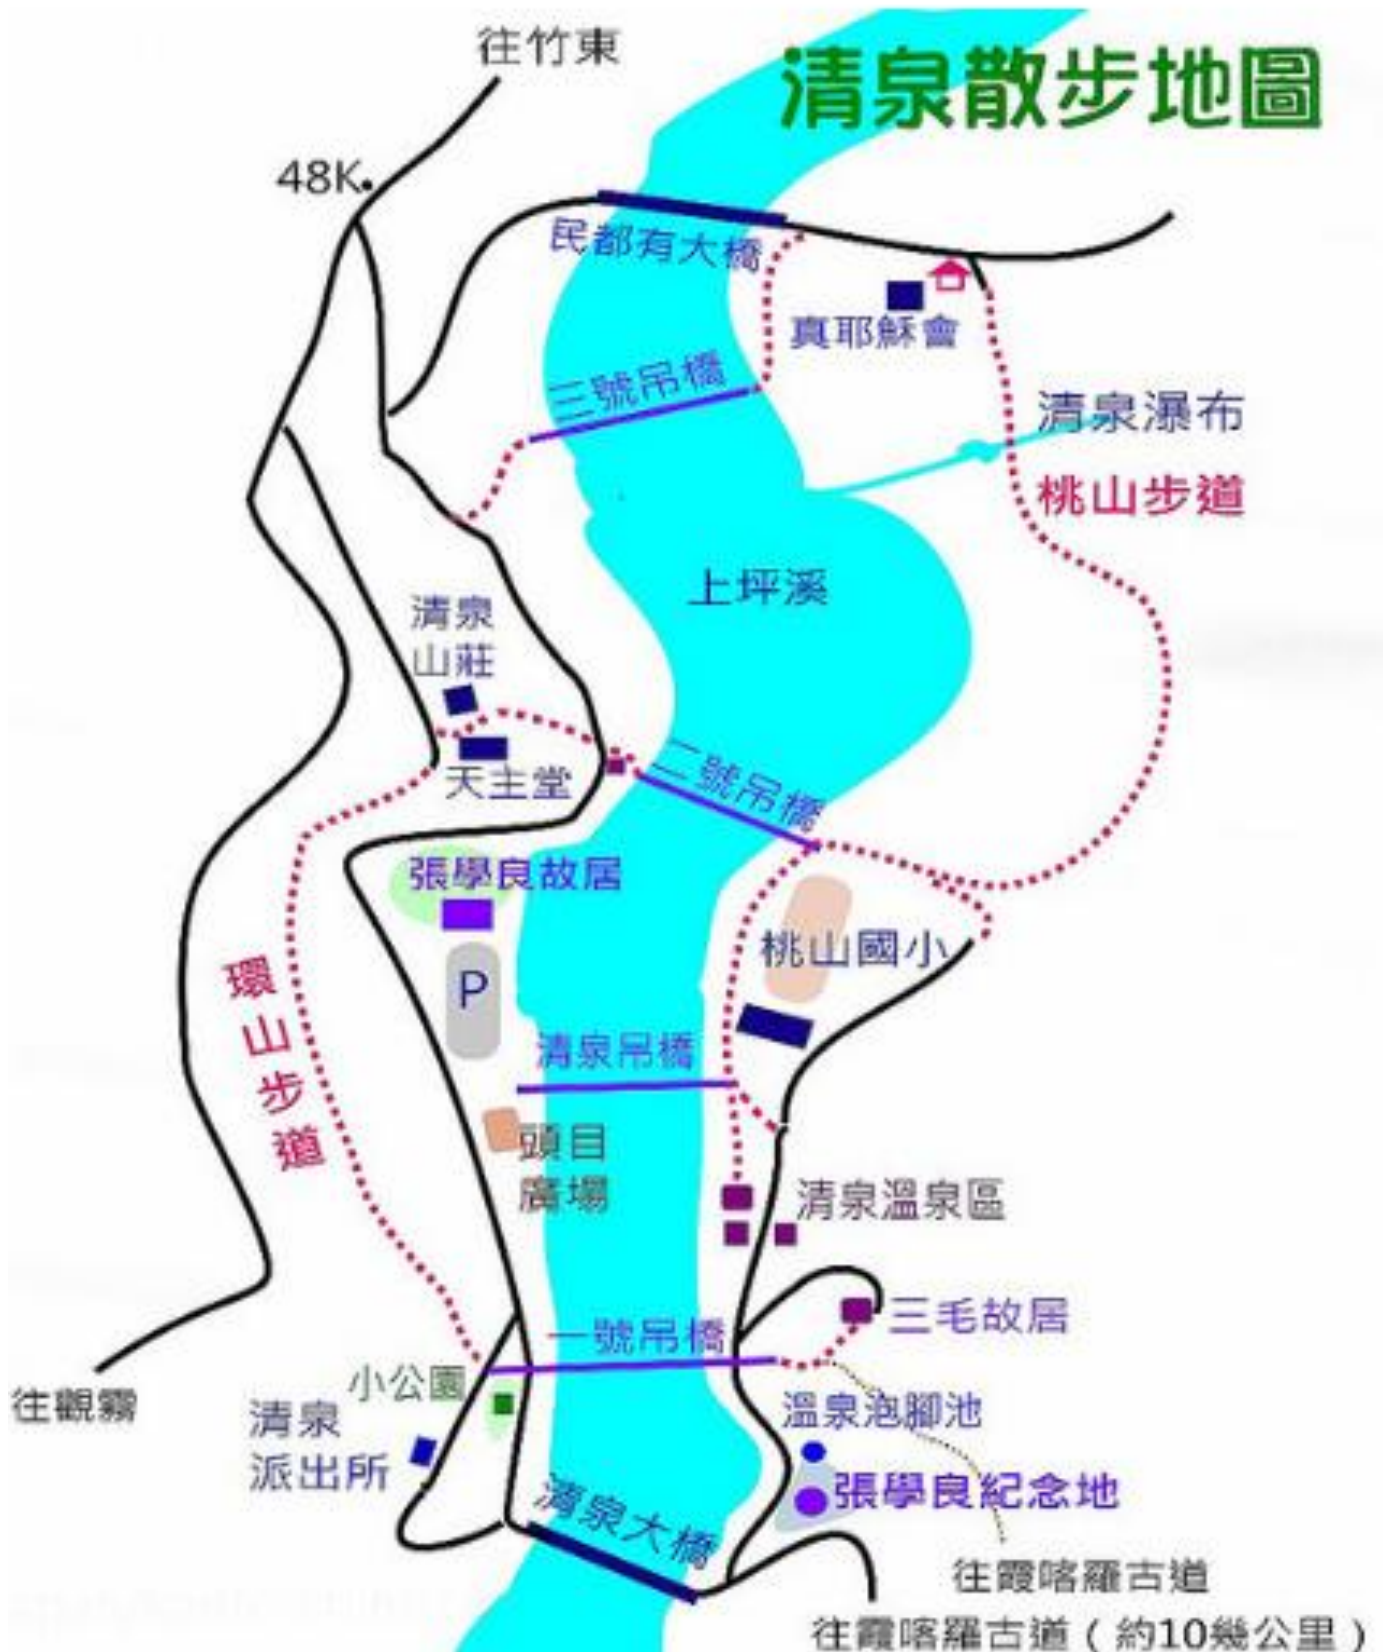 往竹東
清泉散步地圖
48K
民都有大橋
真耶穌會
三號吊橋
清泉瀑布
桃山步道
上坪溪
清泉
山莊
天主堂
二號吊橋
張學良故居
桃山國小
P
環山步道
清泉吊橋
頭目
廣場
清泉溫泉區
三毛故居
一號吊橋
小公園
往觀霧
清泉
派出所
溫泉泡腳池
張學良紀念地
清泉大橋
往霞喀羅古道
往霞喀羅古道（約10幾公里）